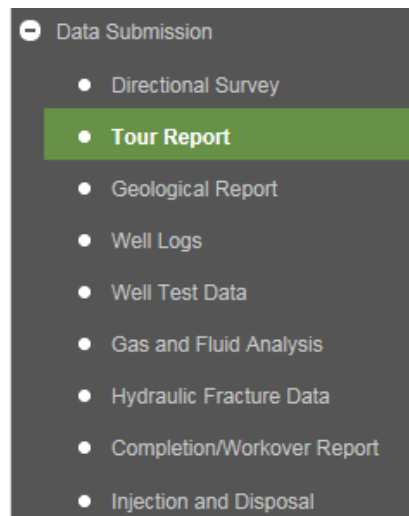 Data Submission
Directional Survey
Tour Report
Geological Report
Well Logs
Well Test Data
Gas and Fluid Analysis
Hydraulic Fracture Data
Completion/Workover Report
Injection and Disposal